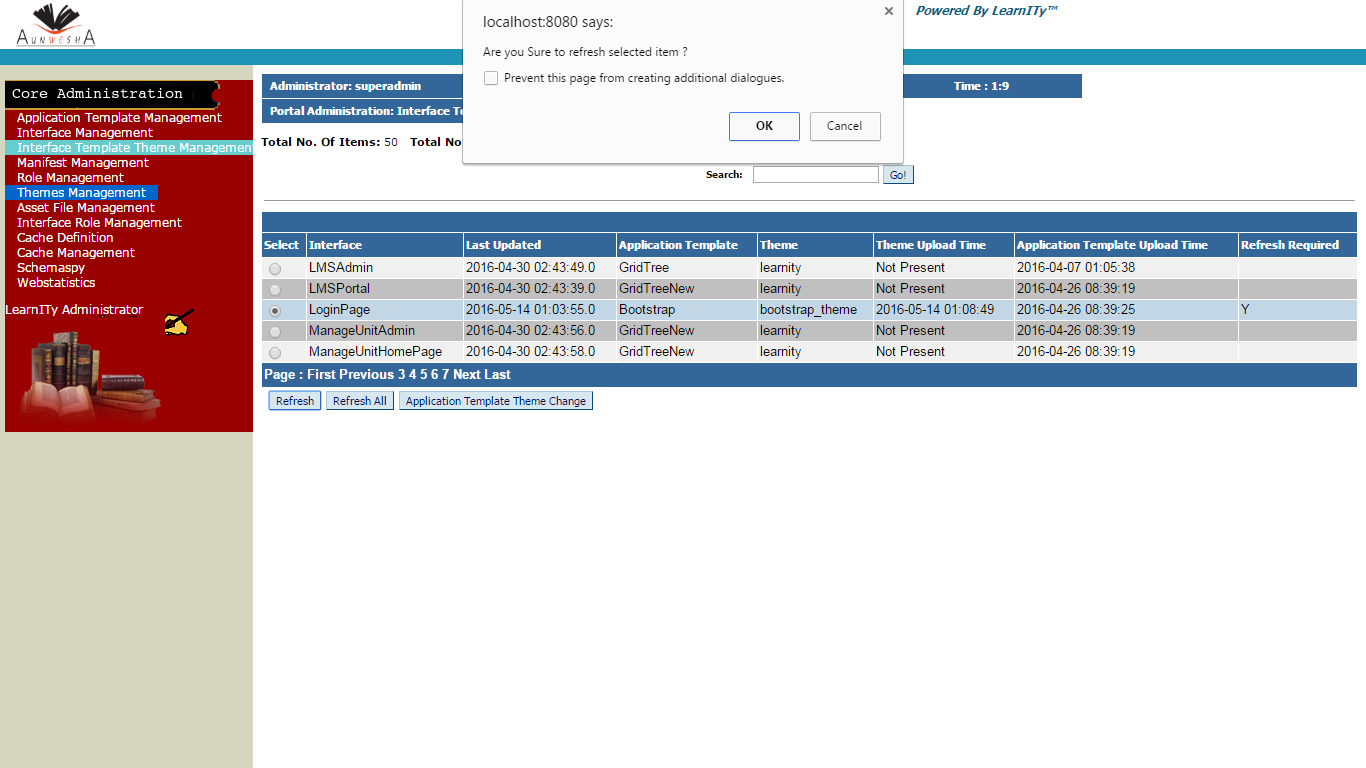 AUNWESHA
Powered By LearnITy™
localhost:8080 says:
Are you Sure to refresh selected item ?
Prevent this page from creating additional dialogues.
OK Cancel
Core Administration
Application Template Management
Interface Management
Interface Template Theme Management
Manifest Management
Role Management
Themes Management
Asset File Management
Interface Role Management
Cache Definition
Cache Management
Schemaspy
Webstatistics
LearnITy Administrator
Administrator: superadmin Time : 1:9
Portal Administration: Interface Te
Total No. Of Items: 50 Total No
Search: Go!
Select Interface Last Updated Application Template Theme Theme Upload Time Application Template Upload Time Refresh Required
LMSAdmin 2016-04-30 02:43:49.0 GridTree learnity Not Present 2016-04-07 01:05:38
LMSPortal 2016-04-30 02:43:39.0 GridTreeNew learnity Not Present 2016-04-26 08:39:19
LoginPage 2016-05-14 01:03:55.0 Bootstrap bootstrap_theme 2016-05-14 01:08:49 2016-04-26 08:39:25 Y
ManageUnitAdmin 2016-04-30 02:43:56.0 GridTreeNew learnity Not Present 2016-04-26 08:39:19
ManageUnitHomePage 2016-04-30 02:43:58.0 GridTreeNew learnity Not Present 2016-04-26 08:39:19
Page : First Previous 3 4 5 6 7 Next Last
Refresh Refresh All Application Template Theme Change